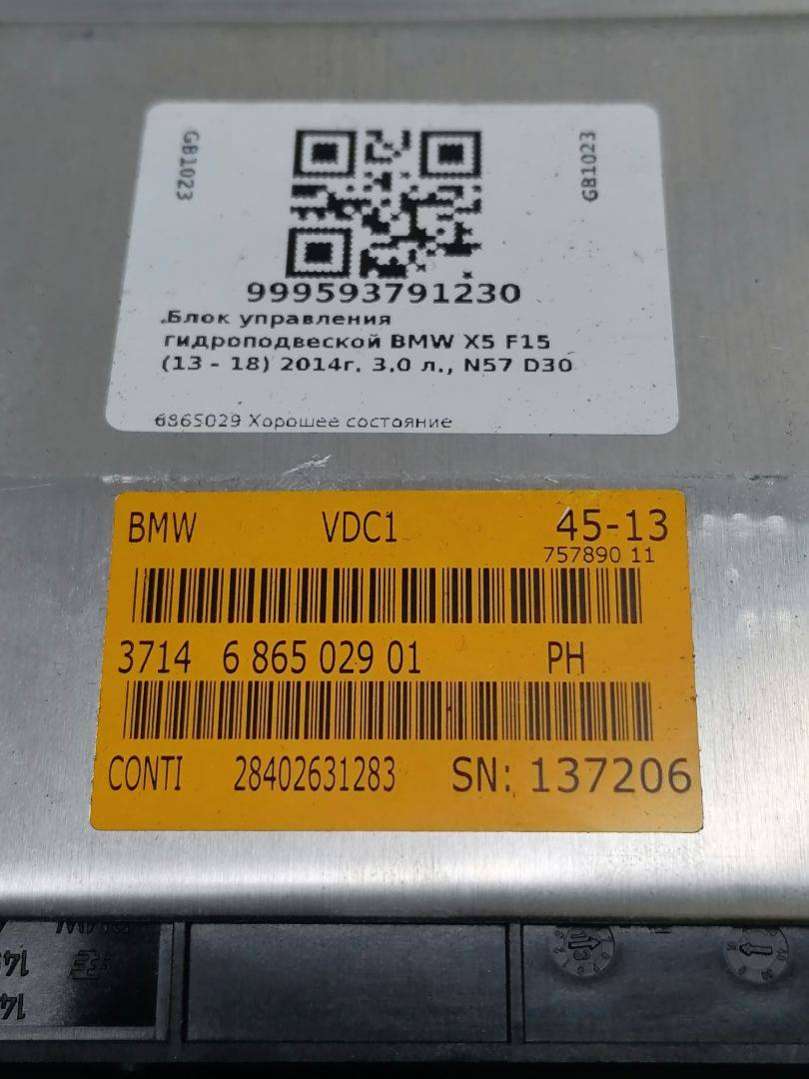 GB1023
GB1023
999593791230
.Блок управления
гидроподвеской BMW X5 F15
(13 - 18) 2014г. 3.0 л., N57 D30
6865029 Хорошее состояние
BMW VDC1 45-13
757890 11
3714 6 865 029 01 PH
CONTI 28402631283 SN: 137206